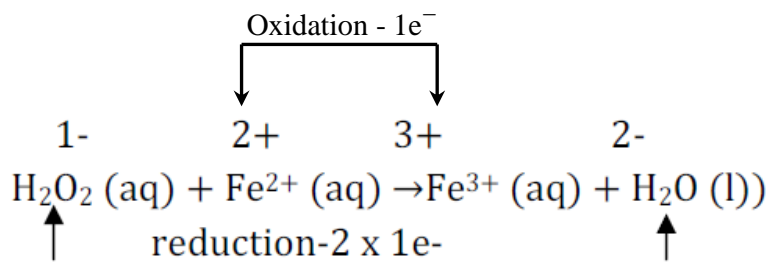 Oxidation - 1e⁻
1- 2+ 3+ 2-
H₂O₂ (aq) + Fe²⁺ (aq) →Fe³⁺ (aq) + H₂O (l))
reduction-2 x 1e-